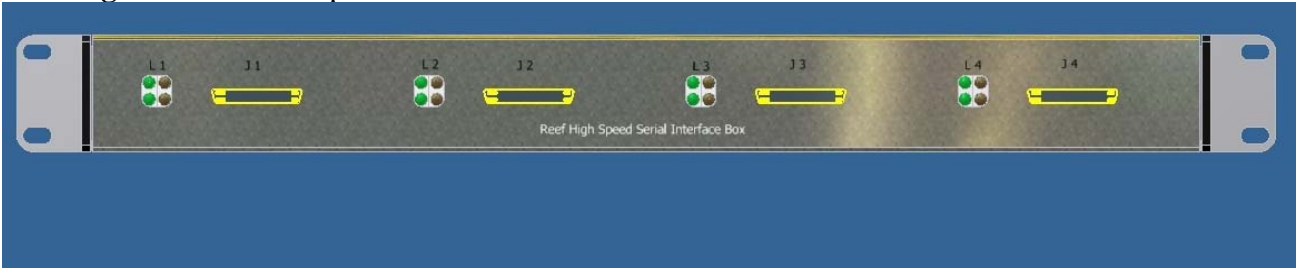 L1 J1 L2 J2 L3 J3 L4 J4
Reef High Speed Serial Interface Box